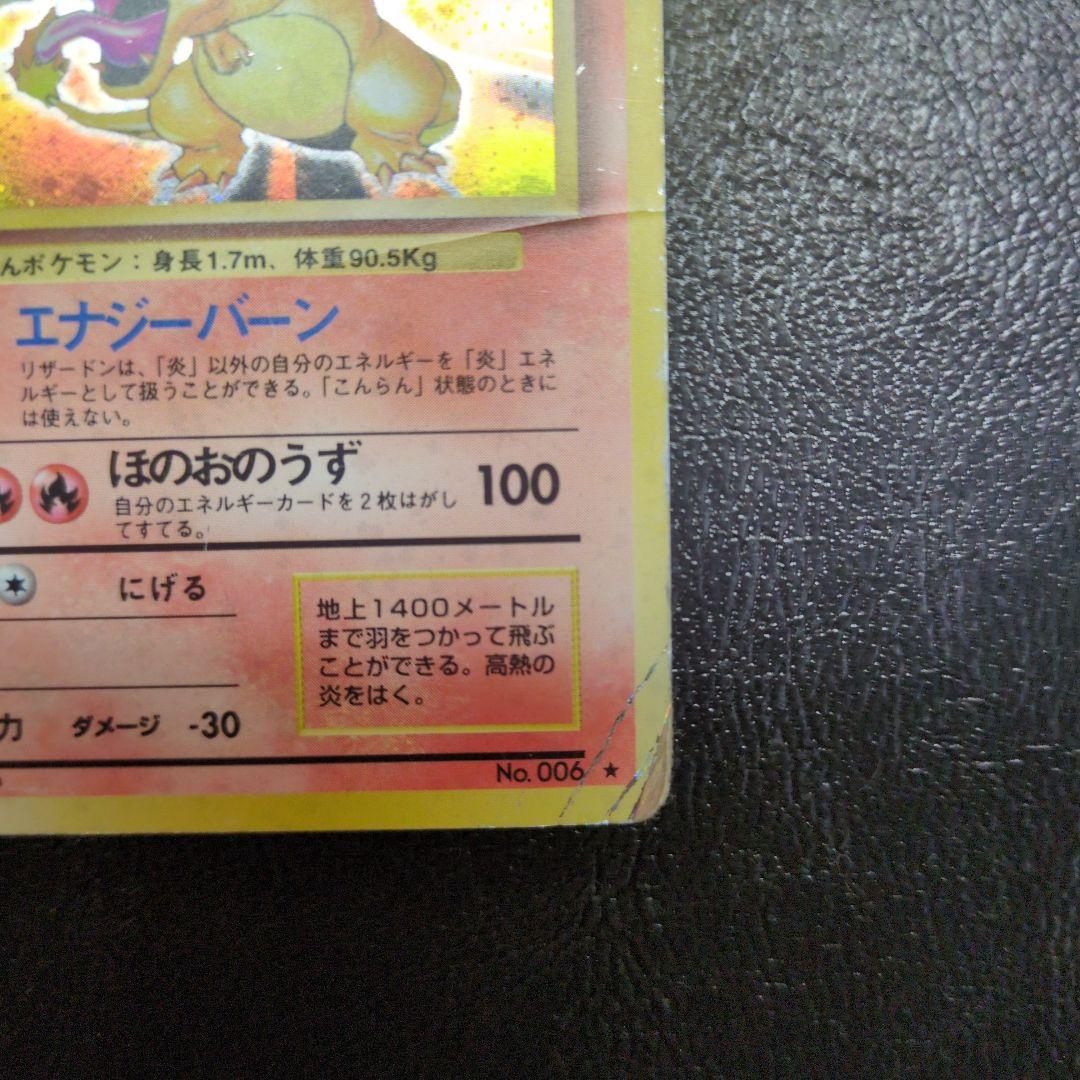 んポケモン：身長1.7m、体重90.5Kg
エナジーバーン
リザードンは、「炎」以外の自分のエネルギーを「炎」エネ
ルギーとして扱うことができる。「こんらん」状態のときに
は使えない。
ほのおのうず 100
自分のエネルギーカードを2枚はがし
てすてる。
にげる
地上1400メートル
まで羽をつかって飛ぶ
ことができる。高熱の
炎をはく。
力 ダメージ -30
No. 006 ★